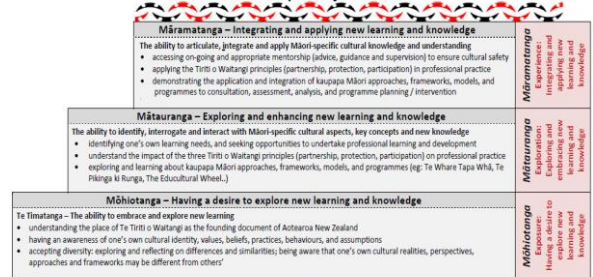 Māramatanga – Integrating and applying new learning and knowledge
The ability to articulate, integrate and apply Māori-specific cultural knowledge and understanding
• accessing on-going and appropriate mentorship (advice, guidance and supervision) to ensure cultural safety
• applying the Tiriti o Waitangi principles (partnership, protection, participation) in professional practice
• demonstrating the application and integration of kaupapa Māori approaches, frameworks, models, and
programmes to consultation, assessment, analysis, and programme planning / intervention
Māramatanga
Experience:
Integrating and
applying new
learning and
knowledge
Mātauranga – Exploring and enhancing new learning and knowledge
The ability to identify, interrogate and interact with Māori-specific cultural aspects, key concepts and new knowledge
• identifying one's own learning needs, and seeking opportunities to undertake professional learning and development
• understand the impact of the three Tiriti o Waitangi principles (partnership, protection, participation) on professional practice
• exploring and learning about kaupapa Māori approaches, frameworks, models, and programmes (eg: Te Whare Tapa Whā, Te
Pikinga ki Runga, The Educultural Wheel..)
Mātauranga
Exploration:
Exploring and
embracing new
learning and
knowledge
Mōhiotanga – Having a desire to explore new learning and knowledge
Te Timatanga – The ability to embrace and explore new learning
• understanding the place of Te Tiriti o Waitangi as the founding document of Aotearoa New Zealand
• having an awareness of one's own cultural identity, values, beliefs, practices, behaviours, and assumptions
• accepting diversity: exploring and reflecting on differences and similarities; being aware that one's own cultural realities, perspectives,
approaches and frameworks may be different from others'
Mōhiotanga
Exposure:
Having a desire to
explore new
learning and
knowledge